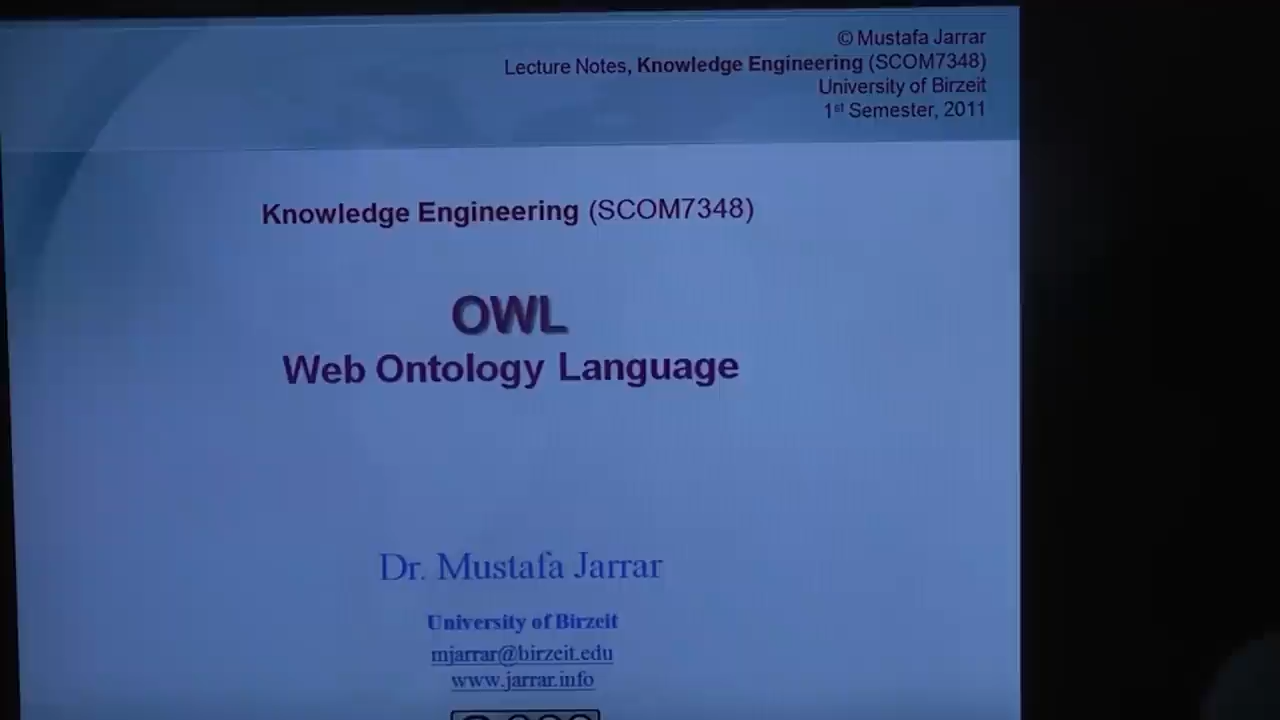 © Mustafa Jarrar
Lecture Notes, Knowledge Engineering (SCOM7348)
University of Birzeit
1st Semester, 2011
Knowledge Engineering (SCOM7348)
OWL
Web Ontology Language
Dr. Mustafa Jarrar
University of Birzeit
mjarrar@birzeit.edu
www.jarrar.info